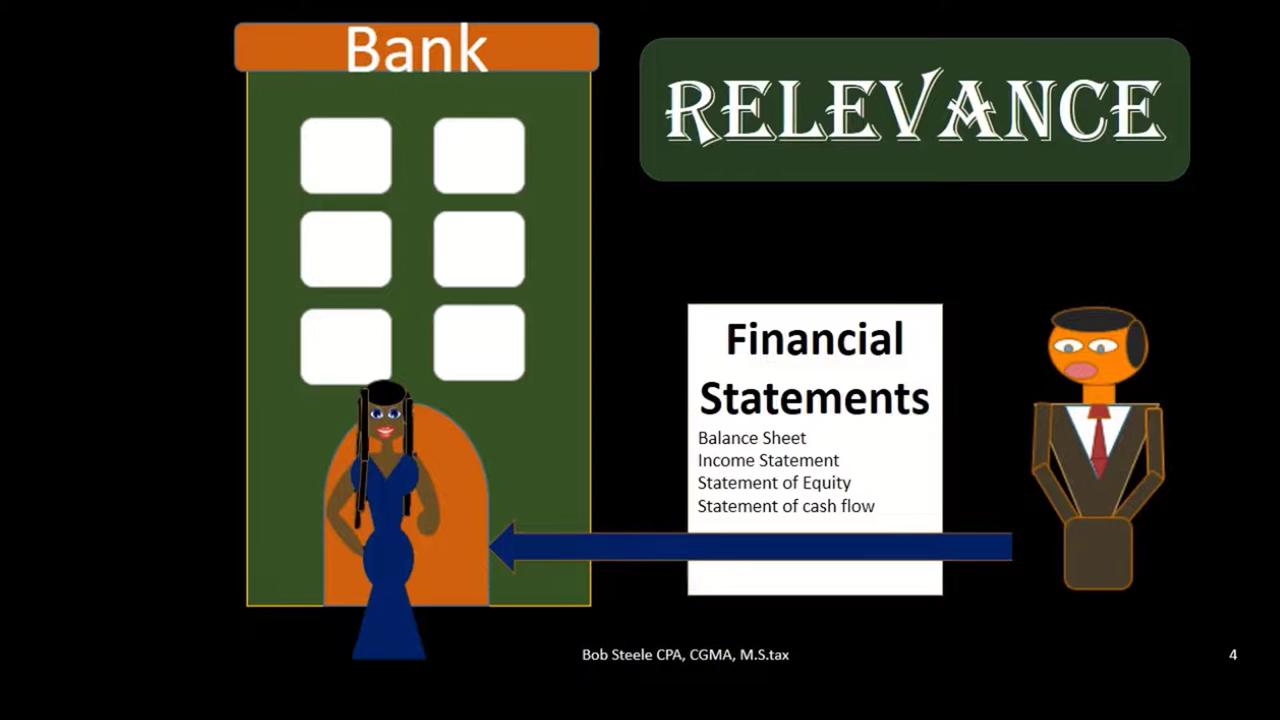 Bank
RELEVANCE
Financial
Statements
Balance Sheet
Income Statement
Statement of Equity
Statement of cash flow
Bob Steele CPA, CGMA, M.S.tax
4